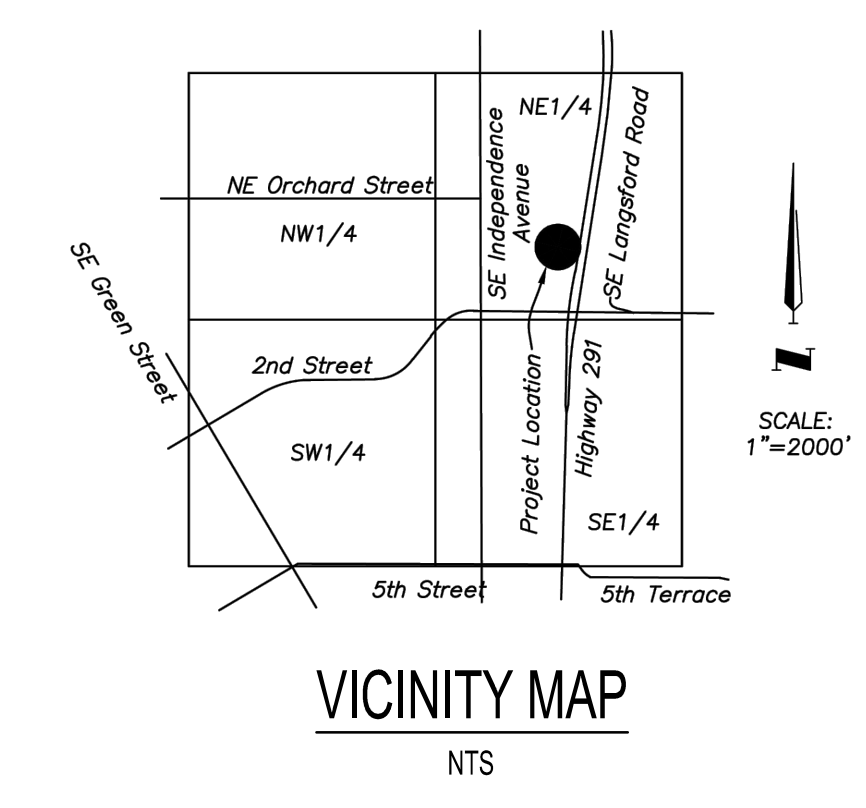 NE1/4
NE Orchard Street
NW1/4
SE Independence
Avenue
SE Langsford Road
SE Green Street
2nd Street
SW1/4
Project Location
Highway 291
SE1/4
5th Street
5th Terrace
N
SCALE:
1"=2000'
VICINITY MAP
NTS